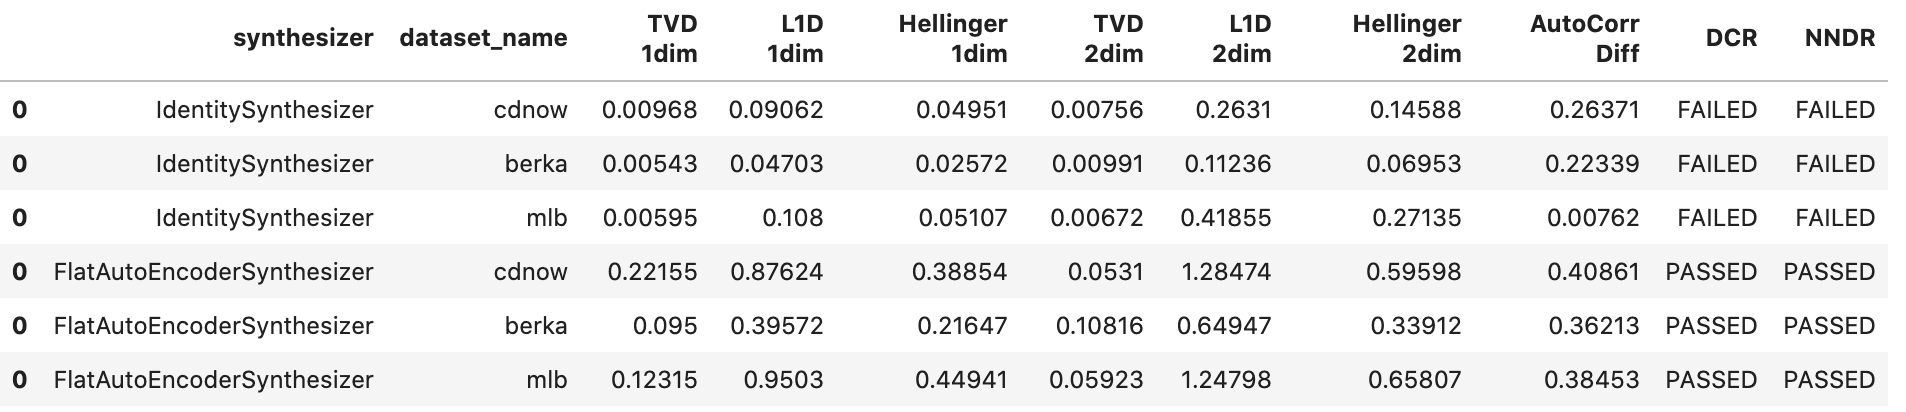 synthesizer dataset_name TVD 1dim L1D 1dim Hellinger 1dim TVD 2dim L1D 2dim Hellinger 2dim AutoCorr Diff DCR NNDR
0 IdentitySynthesizer cdnow 0.00968 0.09062 0.04951 0.00756 0.2631 0.14588 0.26371 FAILED FAILED
0 IdentitySynthesizer berka 0.00543 0.04703 0.02572 0.00991 0.11236 0.06953 0.22339 FAILED FAILED
0 IdentitySynthesizer mlb 0.00595 0.108 0.05107 0.00672 0.41855 0.27135 0.00762 FAILED FAILED
0 FlatAutoEncoderSynthesizer cdnow 0.22155 0.87624 0.38854 0.0531 1.28474 0.59598 0.40861 PASSED PASSED
0 FlatAutoEncoderSynthesizer berka 0.095 0.39572 0.21647 0.10816 0.64947 0.33912 0.36213 PASSED PASSED
0 FlatAutoEncoderSynthesizer mlb 0.12315 0.9503 0.44941 0.05923 1.24798 0.65807 0.38453 PASSED PASSED